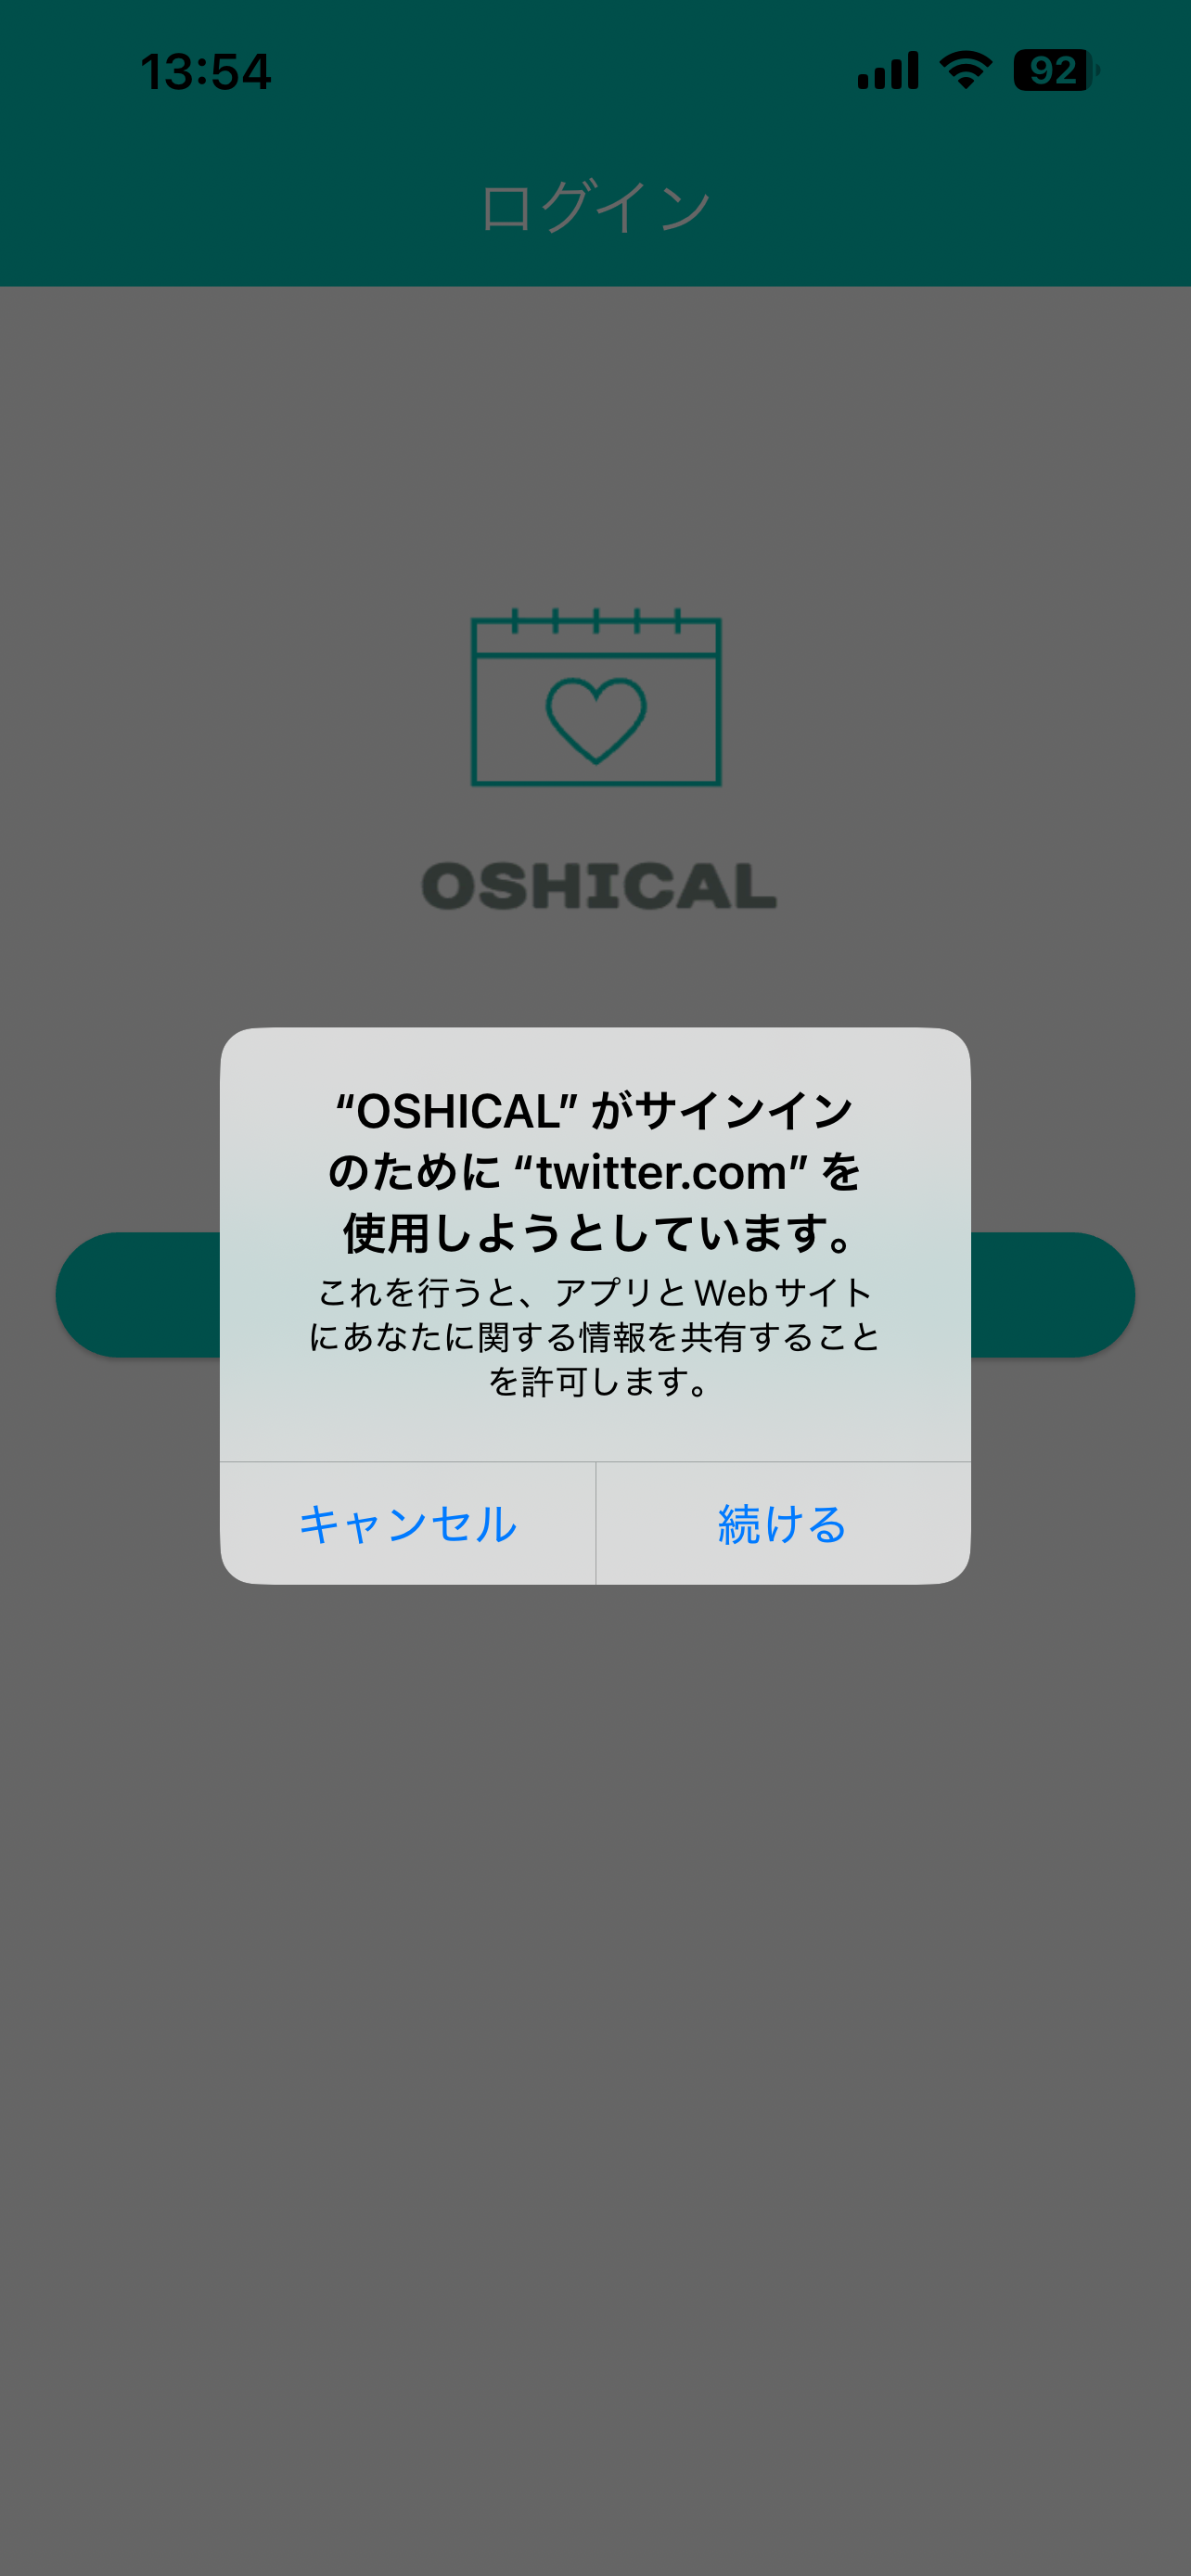 13:54
92
ログイン
OSHICAL
“OSHICAL” がサインイン
のために “twitter.com” を
使用しようとしています。
これを行うと、アプリとWebサイト
にあなたに関する情報を共有すること
を許可します。
キャンセル
続ける